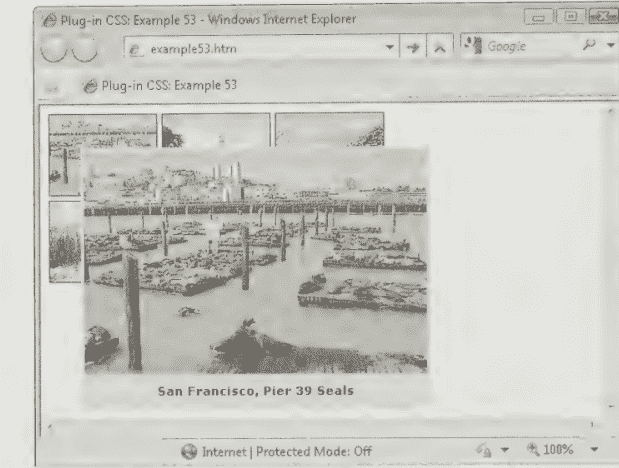 Plug-in CSS: Example 53 - Windows Internet Explorer
example53.htm
Google
Plug-in CSS: Example 53
San Francisco, Pier 39 Seals
Internet | Protected Mode: Off
100%